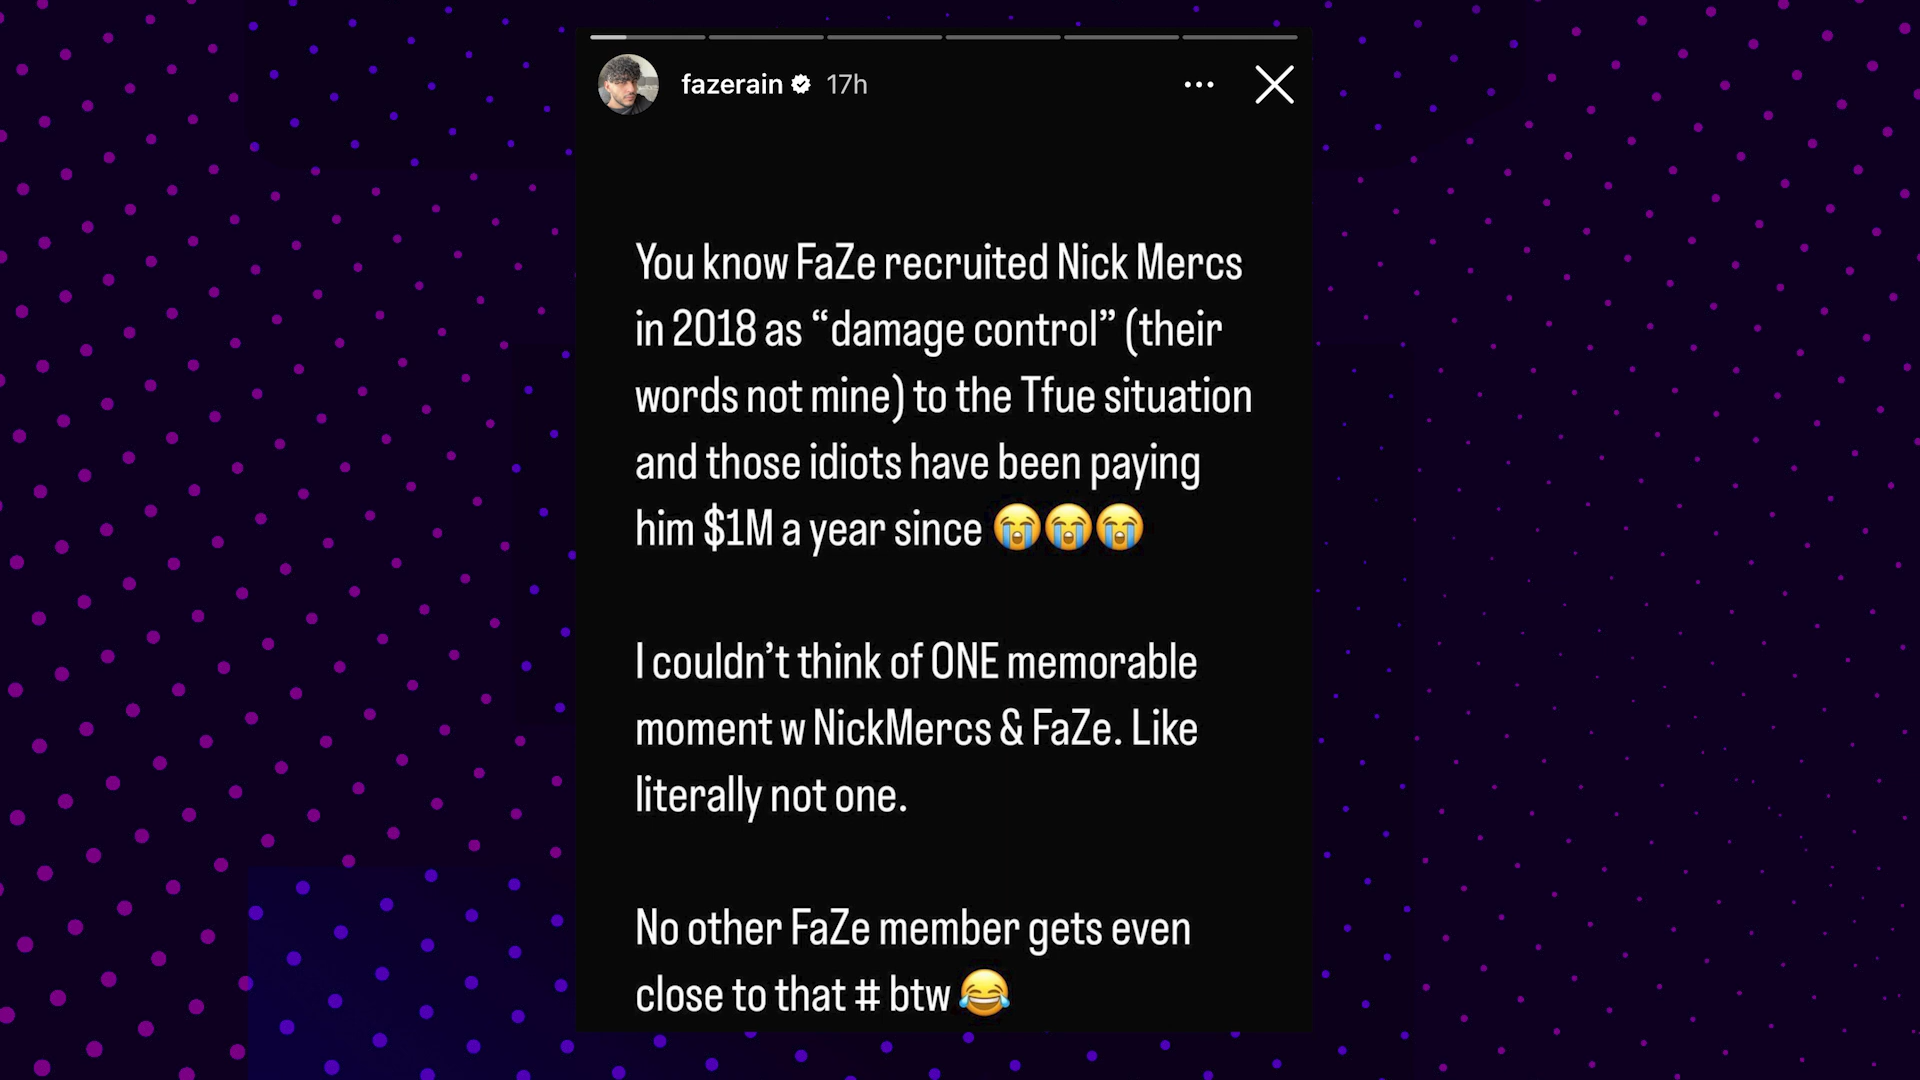 fazerain 17h
You know FaZe recruited Nick Mercs
in 2018 as “damage control” (their
words not mine) to the Tfue situation
and those idiots have been paying
him $1M a year since 😭😭😭
I couldn’t think of ONE memorable
moment w NickMercs & FaZe. Like
literally not one.
No other FaZe member gets even
close to that # btw 😂